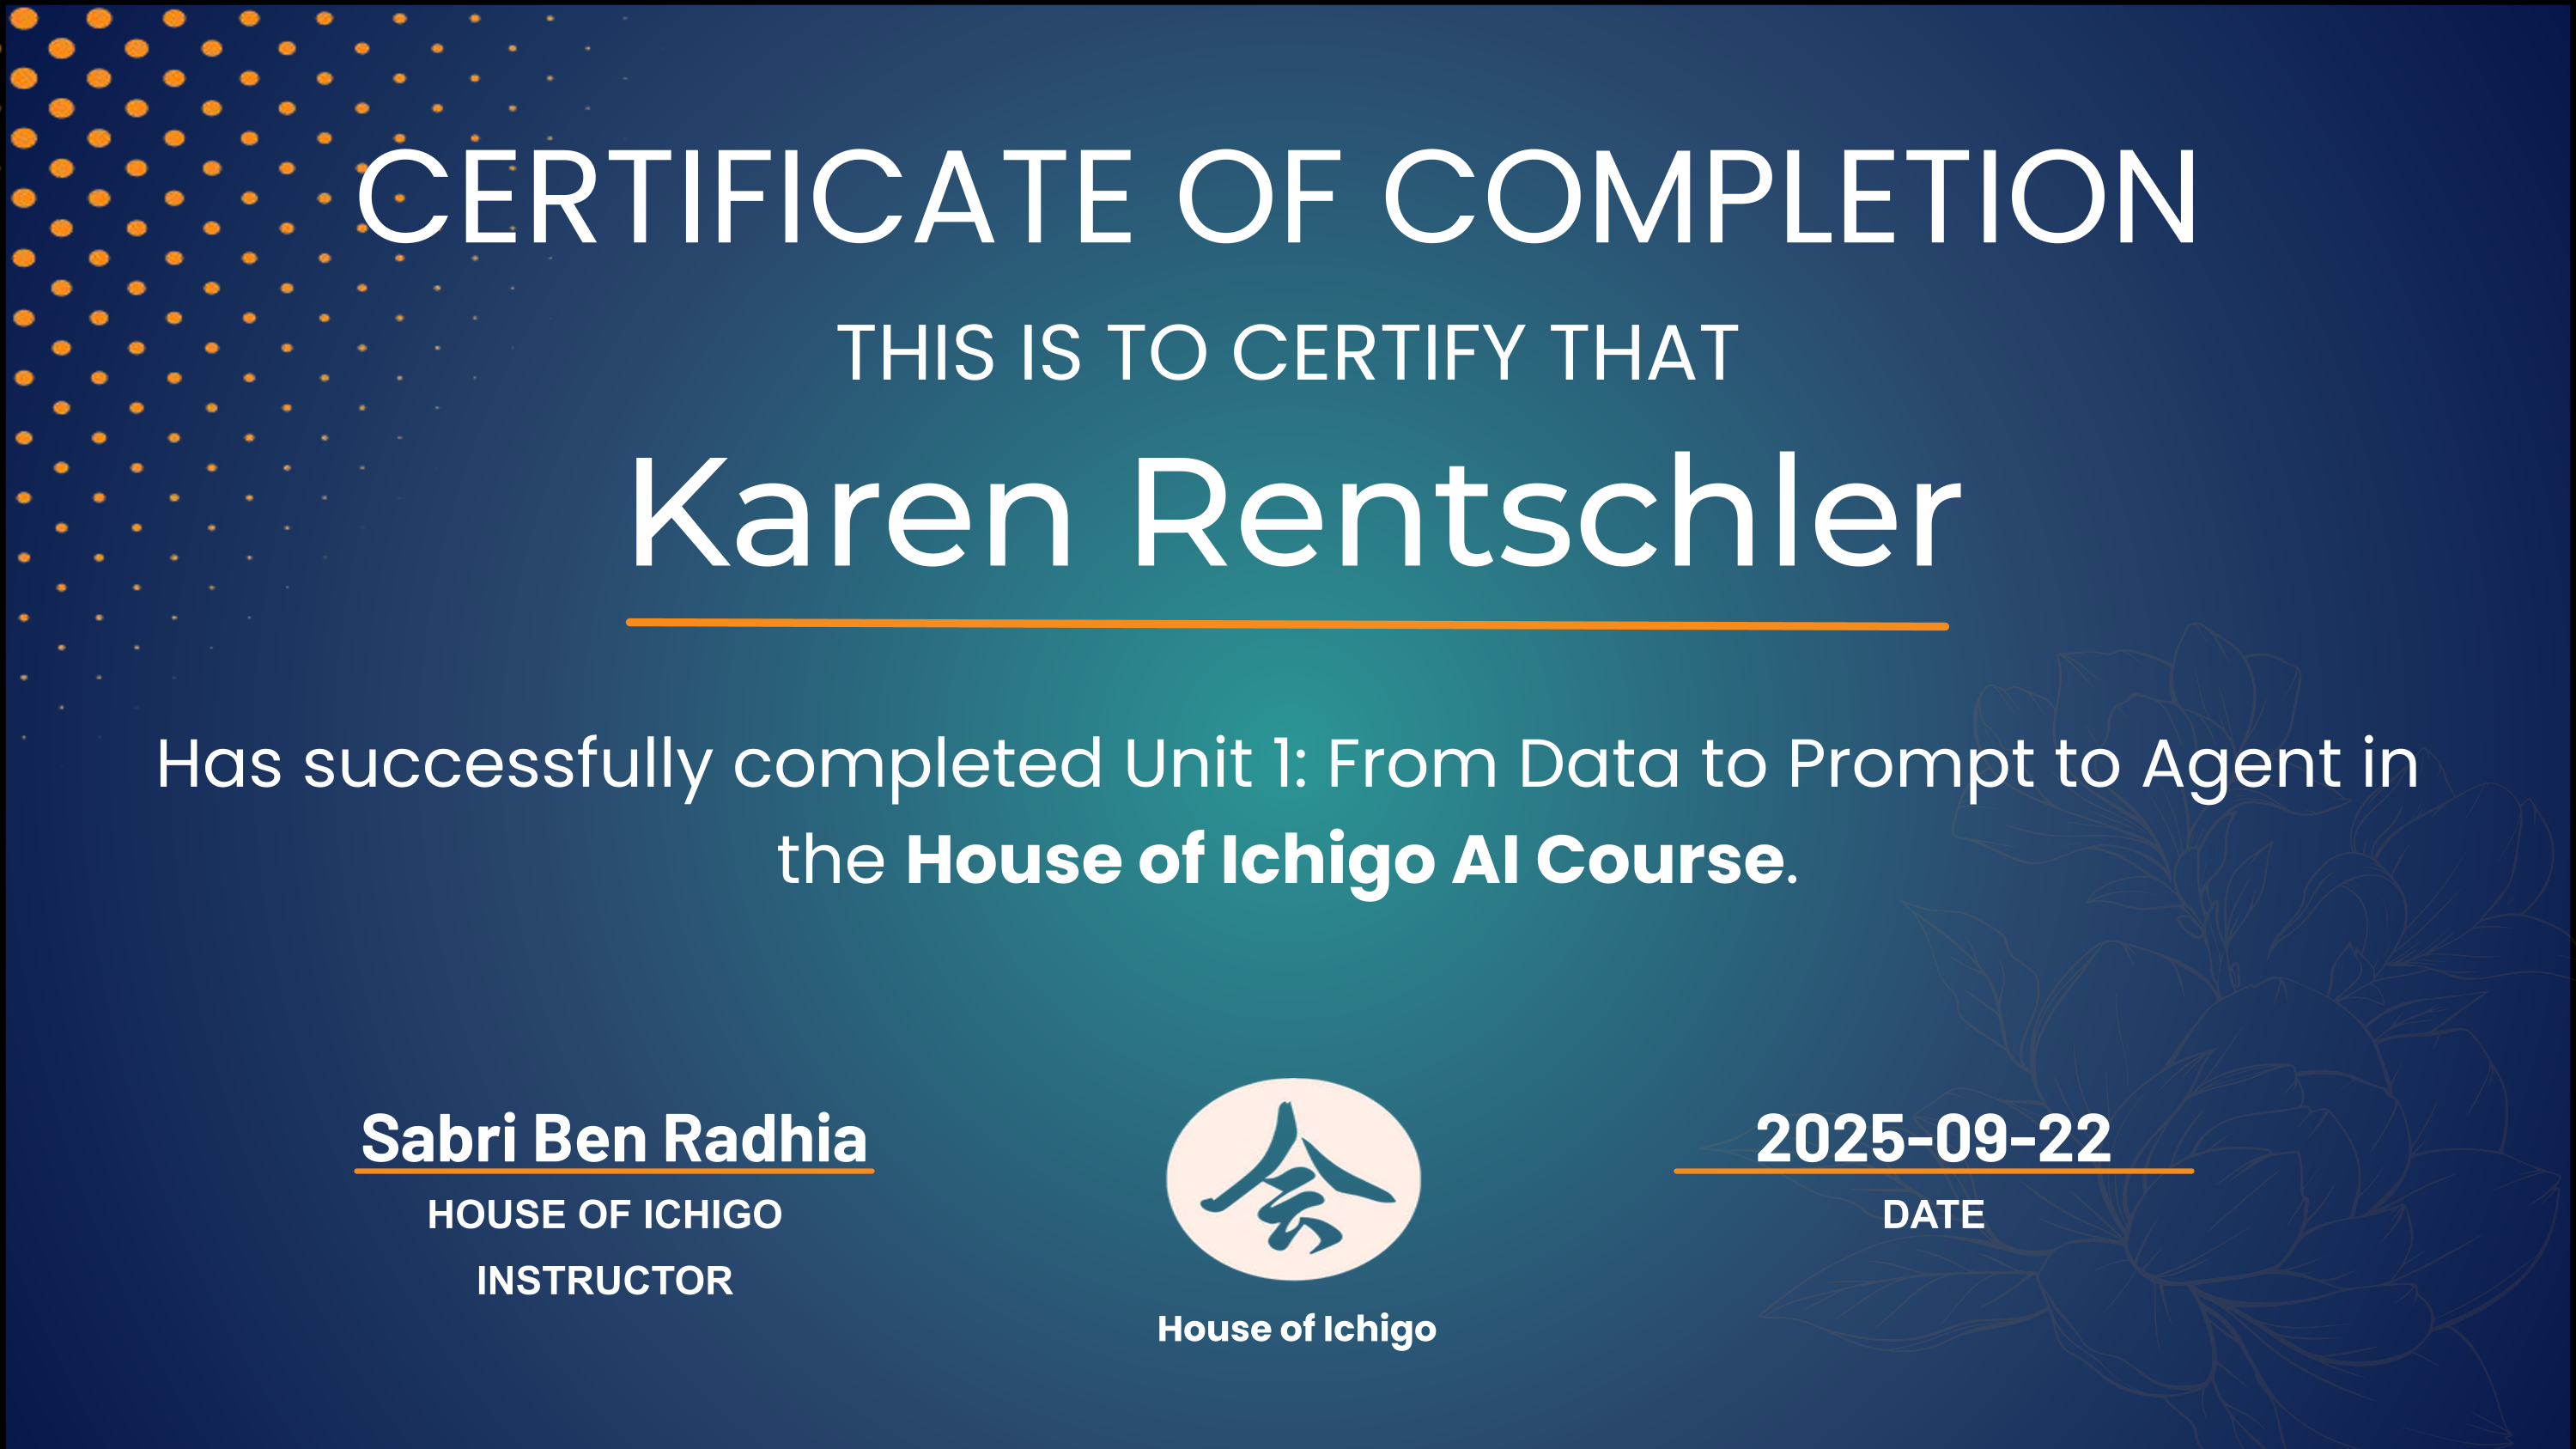 CERTIFICATE OF COMPLETION
THIS IS TO CERTIFY THAT
Karen Rentschler
Has successfully completed Unit 1: From Data to Prompt to Agent in
the House of Ichigo AI Course.
Sabri Ben Radhia
HOUSE OF ICHIGO
INSTRUCTOR
会
House of Ichigo
2025-09-22
DATE